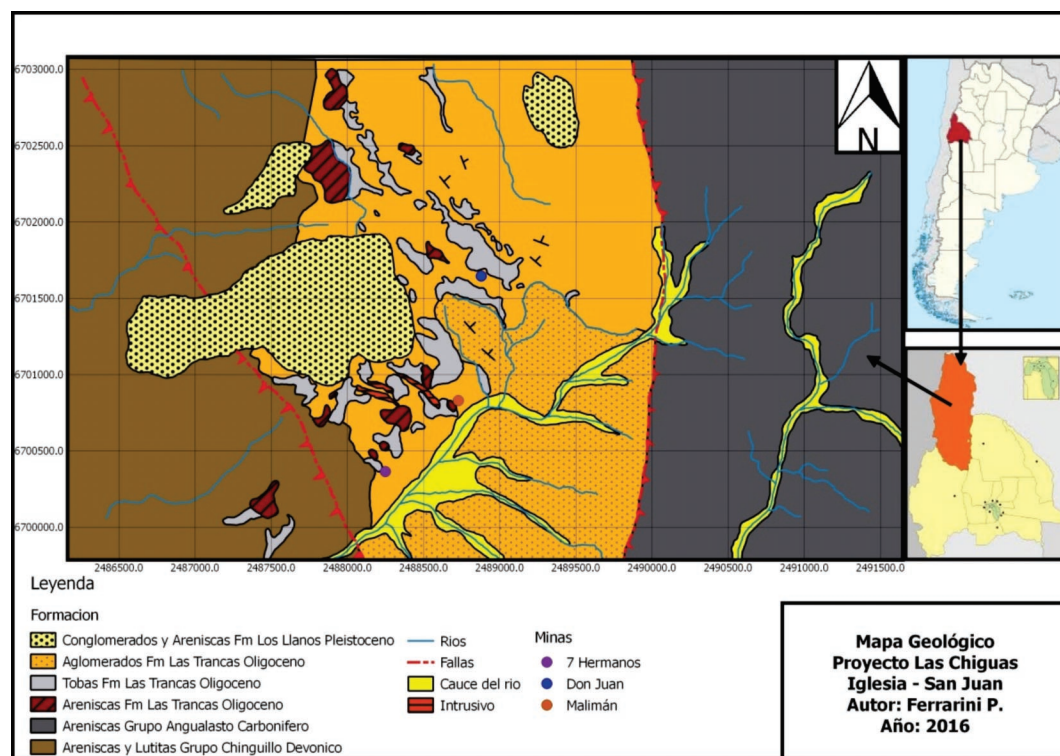 6703000.0
6702500.0
6702000.0
6701500.0
6701000.0
6700500.0
6700000.0
N
2486500.0 2487000.0 2487500.0 2488000.0 2488500.0 2489000.0 2489500.0 2490000.0 2490500.0 2491000.0 2491500.0
Leyenda
Formacion
Conglomerados y Areniscas Fm Los Llanos Pleistoceno
Aglomerados Fm Las Trancas Oligoceno
Tobas Fm Las Trancas Oligoceno
Areniscas Fm Las Trancas Oligoceno
Areniscas Grupo Angualasto Carbonifero
Areniscas y Lutitas Grupo Chinguillo Devonico
Rios
Fallas
Cauce del rio
Intrusivo
Minas
7 Hermanos
Don Juan
Malimán
Mapa Geológico
Proyecto Las Chiguas
Iglesia - San Juan
Autor: Ferrarini P.
Año: 2016